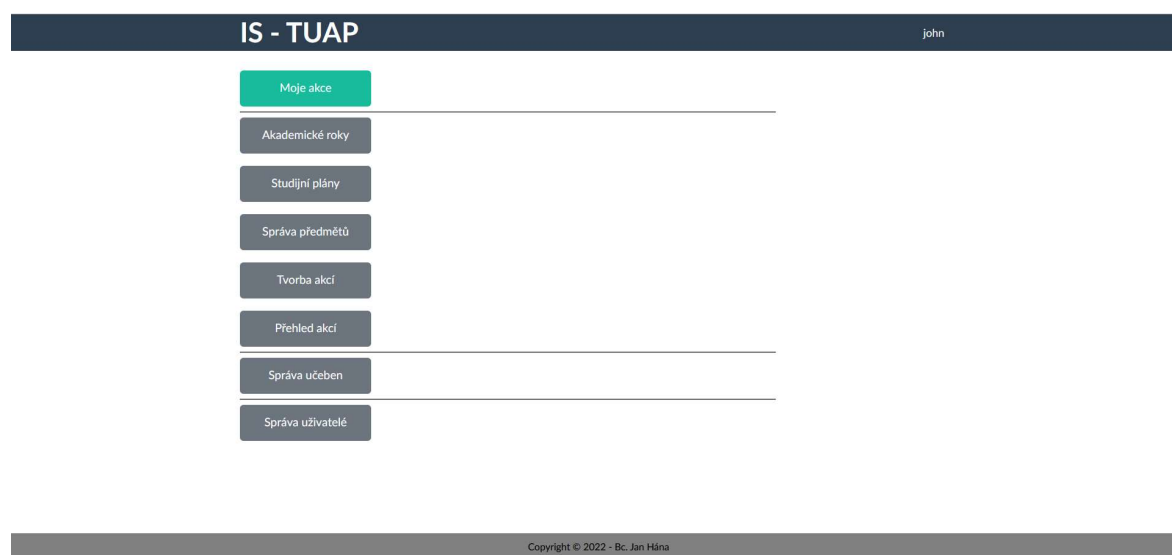 IS - TUAP
john
Moje akce
Akademické roky
Studijní plány
Správa předmětů
Tvorba akcí
Přehled akcí
Správa učeben
Správa uživatelé
Copyright © 2022 - Bc. Jan Hána